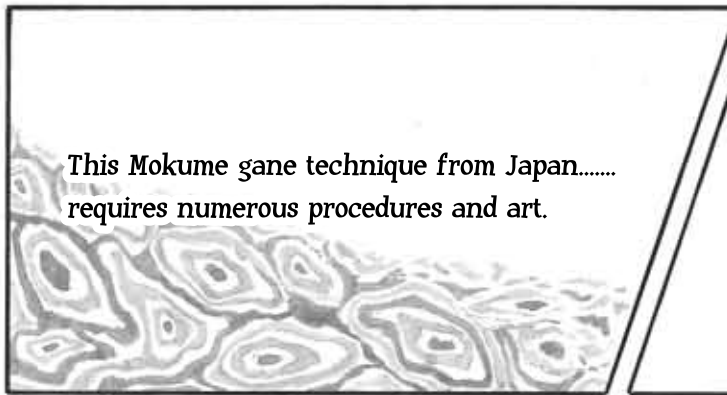 This Mokume gane technique from Japan.......
requires numerous procedures and art.